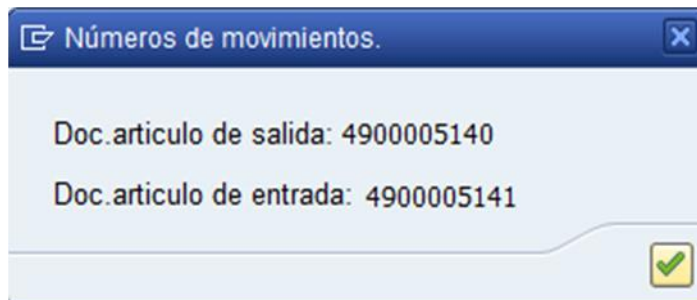 Números de movimientos.
Doc.articulo de salida: 4900005140
Doc.articulo de entrada: 4900005141